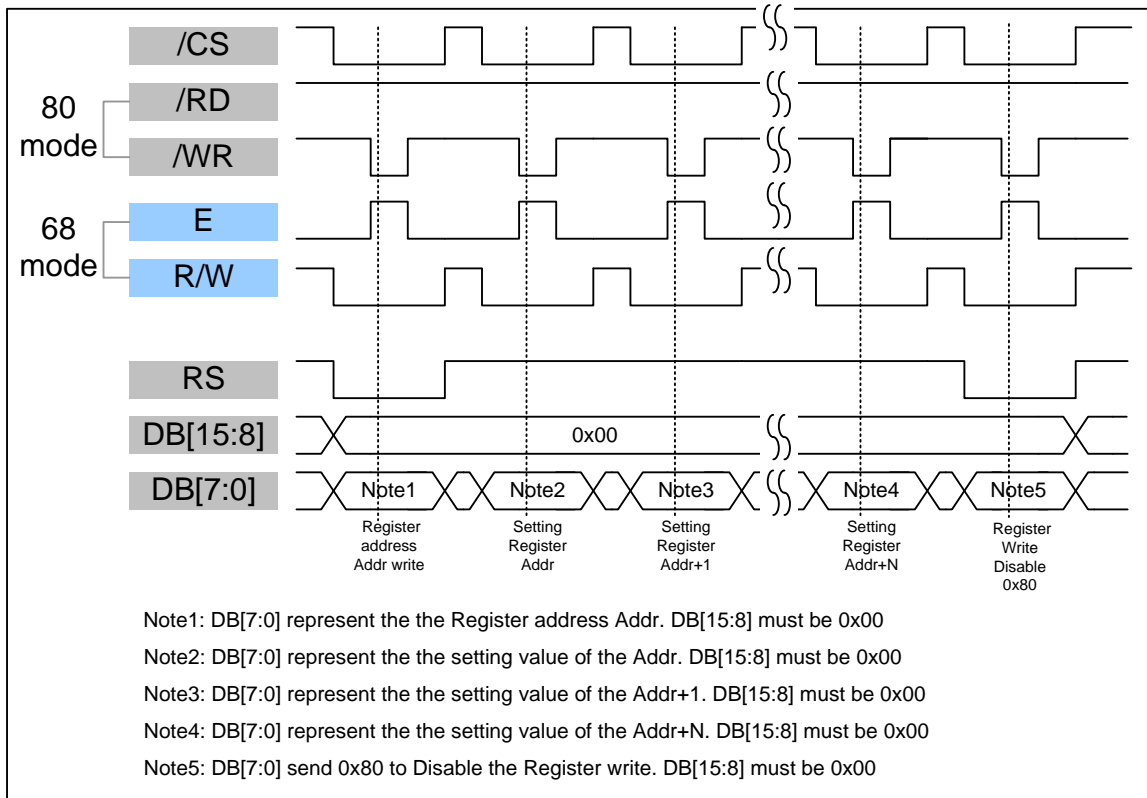 /CS
80
mode
/RD
/WR
68
mode
E
R/W
RS
DB[15:8]
0x00
DB[7:0]
Note1
Note2
Note3
Note4
Note5
Register
address
Addr write
Setting
Register
Addr
Setting
Register
Addr+1
Setting
Register
Addr+N
Register
Write
Disable
0x80
Note1: DB[7:0] represent the the Register address Addr. DB[15:8] must be 0x00
Note2: DB[7:0] represent the the setting value of the Addr. DB[15:8] must be 0x00
Note3: DB[7:0] represent the the setting value of the Addr+1. DB[15:8] must be 0x00
Note4: DB[7:0] represent the the setting value of the Addr+N. DB[15:8] must be 0x00
Note5: DB[7:0] send 0x80 to Disable the Register write. DB[15:8] must be 0x00